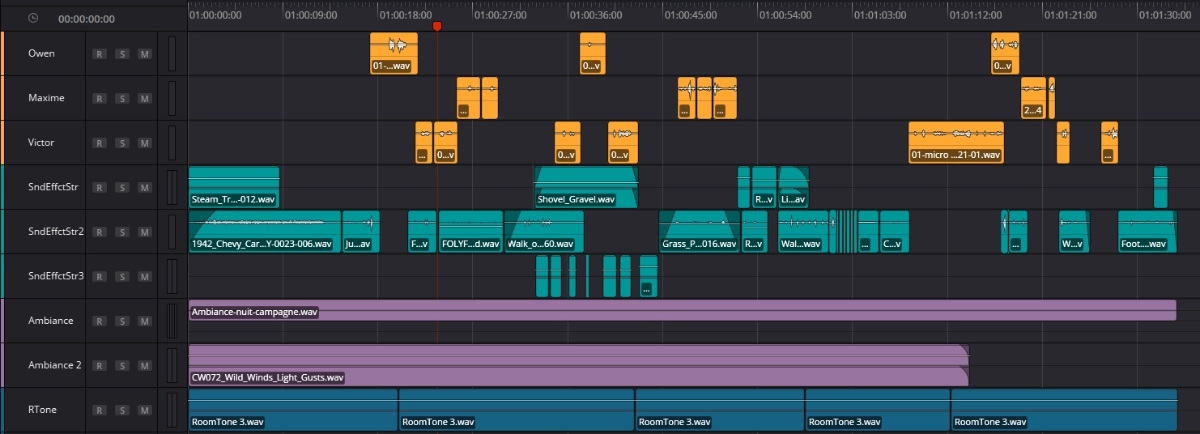 00:00:00:00 01:00:00:00 01:00:09:00 01:00:18:00 01:00:27:00 01:00:36:00 01:00:45:00 01:00:54:00 01:01:03:00 01:01:12:00 01:01:21:00 01:01:30:00
Owen R S M 01-...wav 0...v 0...v
Maxime R S M ... ... ... 2...4
Victor R S M ... 0...v 0...v 0...v 01-micro ...21-01.wav ...
SndEffctStr Steam_Tr...-012.wav Shovel_Gravel.wav R...v Li...av
SndEffctStr2 1942_Chevy_Car...Y-0023-006.wav Ju...av F...v FOLYF...d.wav Walk_o...60.wav Grass_P...016.wav R...v Wal...wav ... C...v ... W...v Foot....wav
SndEffctStr3 ...
Ambiance R S M Ambiance-nuit-campagne.wav
Ambiance 2 R S M CW072_Wild_Winds_Light_Gusts.wav
RTone R S M RoomTone 3.wav RoomTone 3.wav RoomTone 3.wav RoomTone 3.wav RoomTone 3.wav